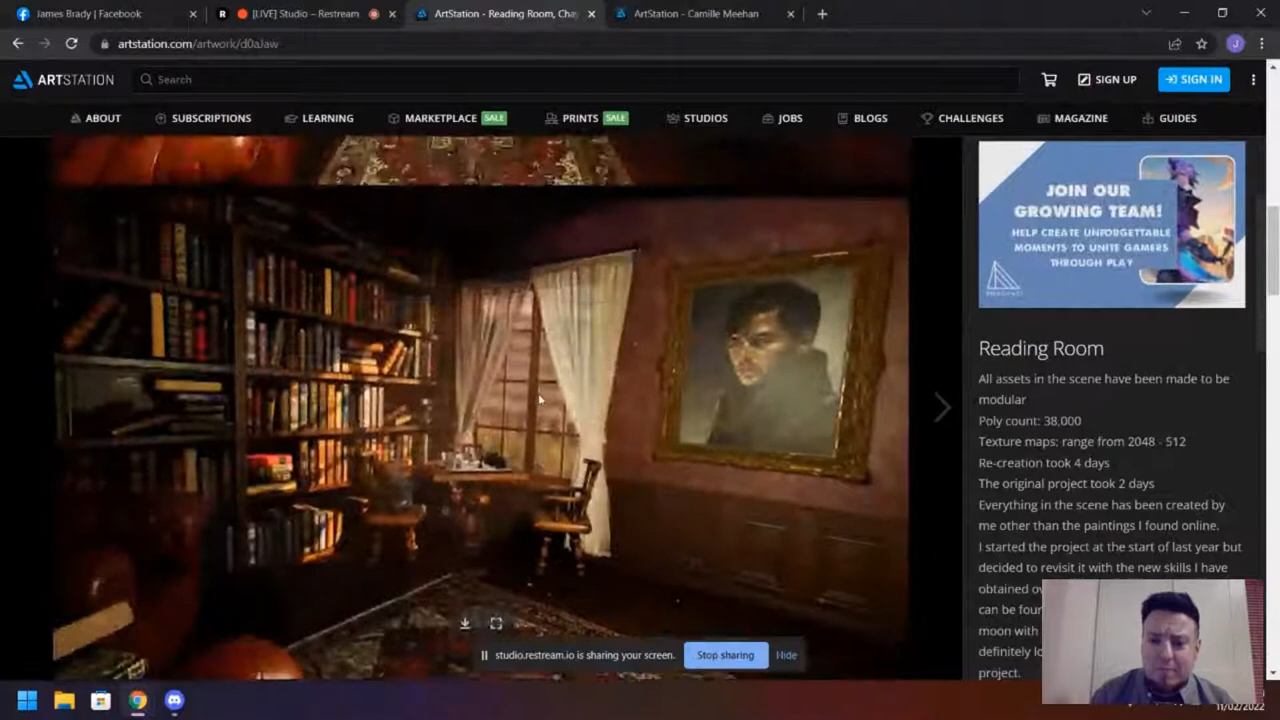 James Brady | Facebook
[LIVE] Studio – Restream
ArtStation - Reading Room, Cha
ArtStation - Camille Meehan
artstation.com/artwork/d0aJaw
J
ARTSTATION
Search
SIGN UP
SIGN IN
ABOUT
SUBSCRIPTIONS
LEARNING
MARKETPLACE SALE
PRINTS SALE
STUDIOS
JOBS
BLOGS
CHALLENGES
MAGAZINE
GUIDES
JOIN OUR
GROWING TEAM!
HELP CREATE UNFORGETTABLE
MOMENTS TO UNITE GAMERS
THROUGH PLAY
Reading Room
All assets in the scene have been made to be
modular
Poly count: 38,000
Texture maps: range from 2048 - 512
Re-creation took 4 days
The original project took 2 days
Everything in the scene has been created by
me other than the paintings I found online.
I started the project at the start of last year but
decided to revisit it with the new skills I have
obtained
can be
moon with
definitely
project.
studio.restream.io is sharing your screen.
Stop sharing
Hide
11/02/2022